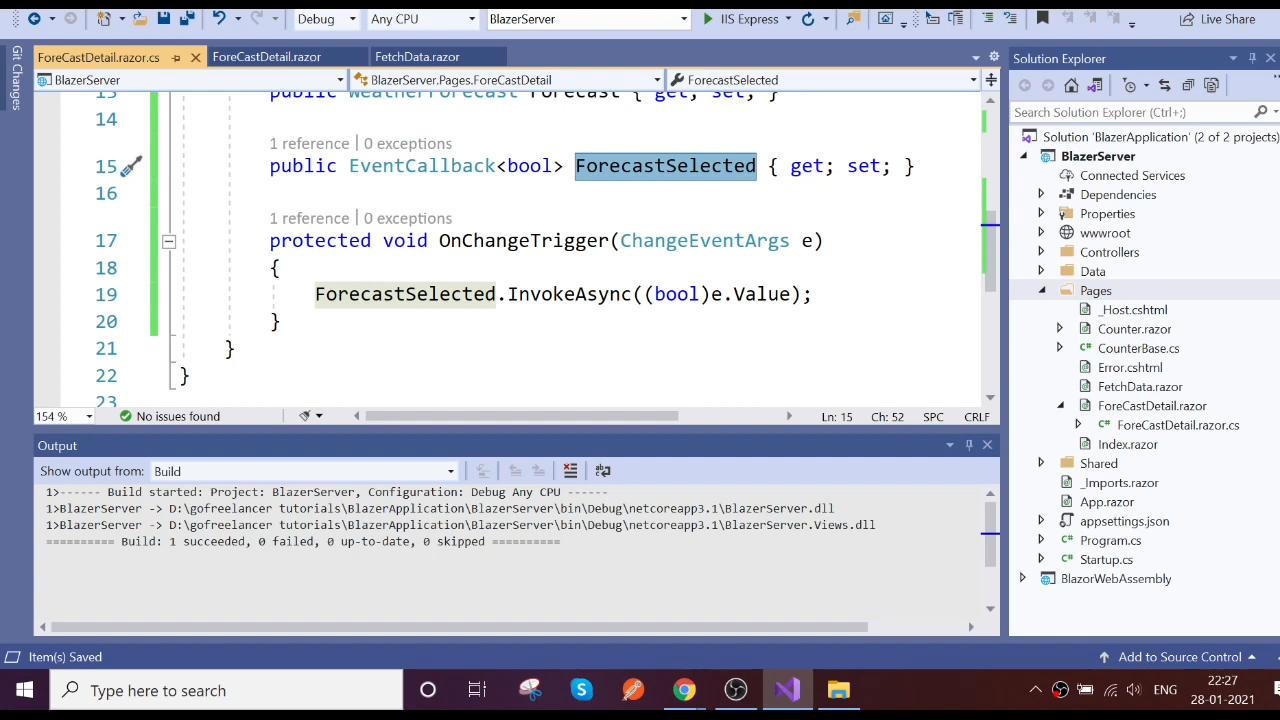 Debug
Any CPU
BlazerServer
IIS Express
Live Share
Git Changes
ForeCastDetail.razor.cs
ForeCastDetail.razor
FetchData.razor
BlazerServer
BlazerServer.Pages.ForeCastDetail
ForecastSelected
13 public WeatherForecast Forecast { get; set; }
14
1 reference | 0 exceptions
15 public EventCallback<bool> ForecastSelected { get; set; }
16
1 reference | 0 exceptions
17 protected void OnChangeTrigger(ChangeEventArgs e)
18 {
19 ForecastSelected.InvokeAsync((bool)e.Value);
20 }
21 }
22 }
23
154 %
No issues found
Ln: 15
Ch: 52
SPC
CRLF
Output
Show output from: Build
1>------ Build started: Project: BlazerServer, Configuration: Debug Any CPU ------
1>BlazerServer -> D:\gofreelancer tutorials\BlazerApplication\BlazerServer\bin\Debug\netcoreapp3.1\BlazerServer.dll
1>BlazerServer -> D:\gofreelancer tutorials\BlazerApplication\BlazerServer\bin\Debug\netcoreapp3.1\BlazerServer.Views.dll
========== Build: 1 succeeded, 0 failed, 0 up-to-date, 0 skipped ==========
Solution Explorer
Search Solution Explorer (Ctrl+;)
Solution 'BlazerApplication' (2 of 2 projects)
BlazerServer
Connected Services
Dependencies
Properties
wwwroot
Controllers
Data
Pages
_Host.cshtml
Counter.razor
CounterBase.cs
Error.cshtml
FetchData.razor
ForeCastDetail.razor
ForeCastDetail.razor.cs
Index.razor
Shared
_Imports.razor
App.razor
appsettings.json
Program.cs
Startup.cs
BlazorWebAssembly
Item(s) Saved
Add to Source Control
Type here to search
ENG
22:27
28-01-2021